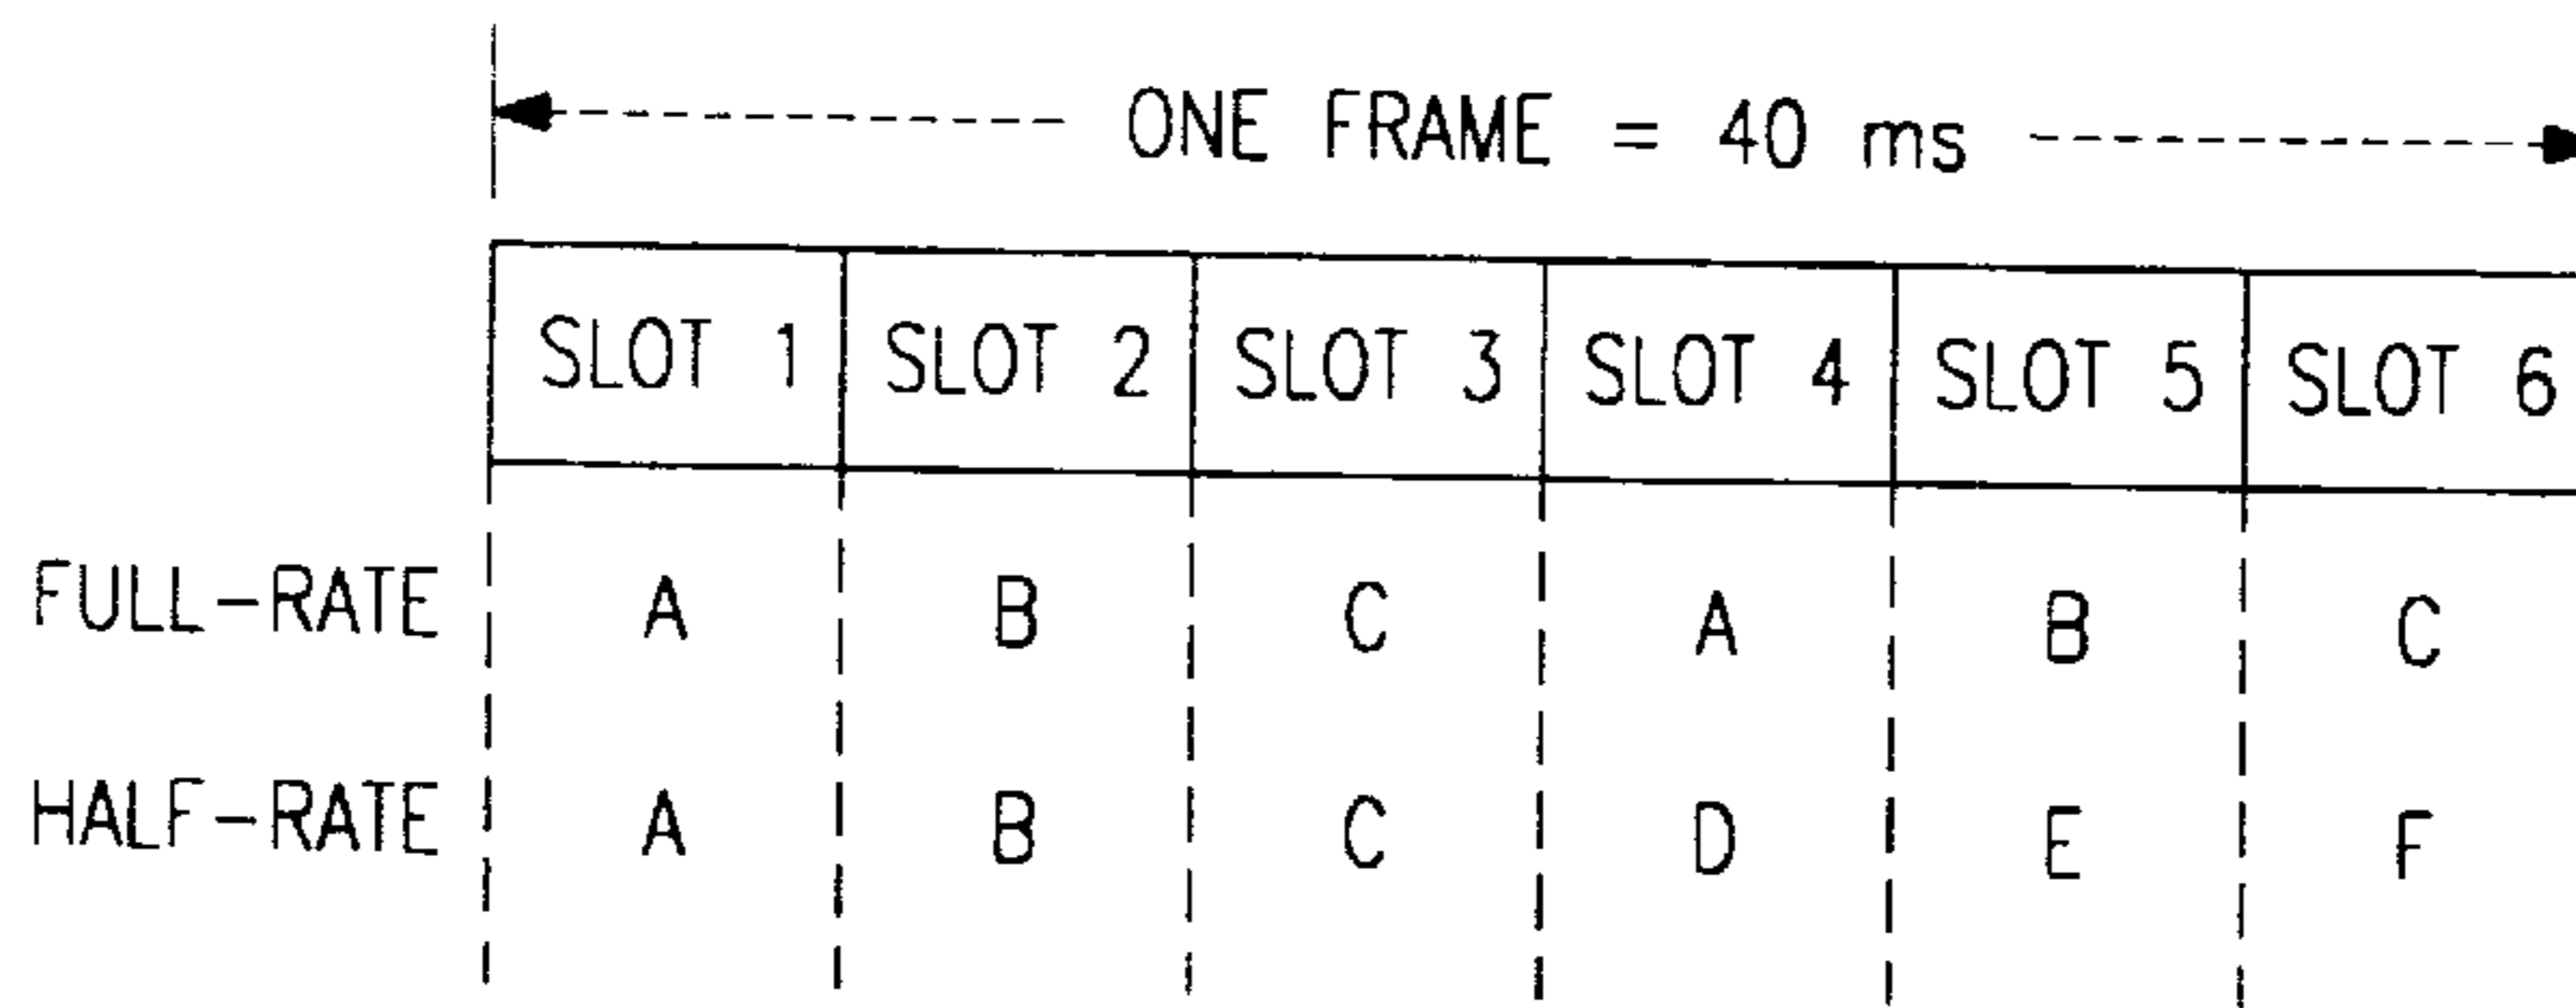 ONE FRAME = 40 ms
SLOT 1 SLOT 2 SLOT 3 SLOT 4 SLOT 5 SLOT 6
FULL-RATE A B C A B C
HALF-RATE A B C D E F